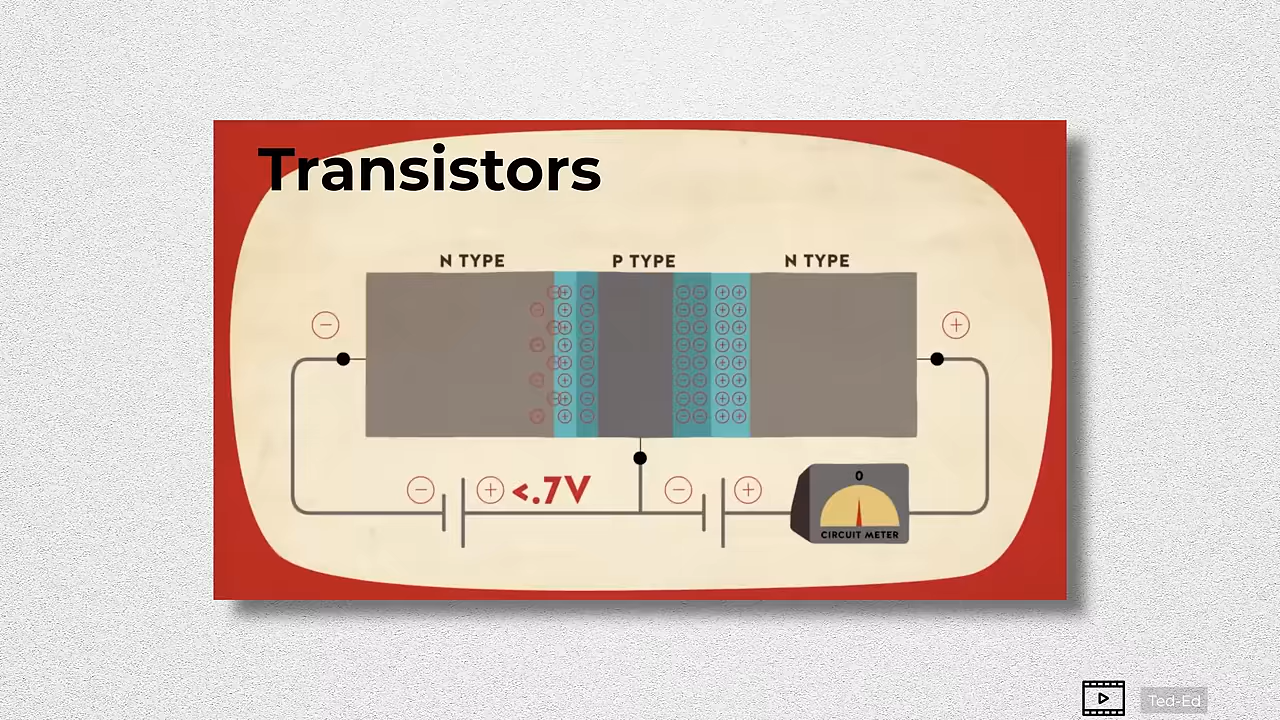 Transistors
N TYPE P TYPE N TYPE
<.7V
0
CIRCUIT METER
Ted-Ed